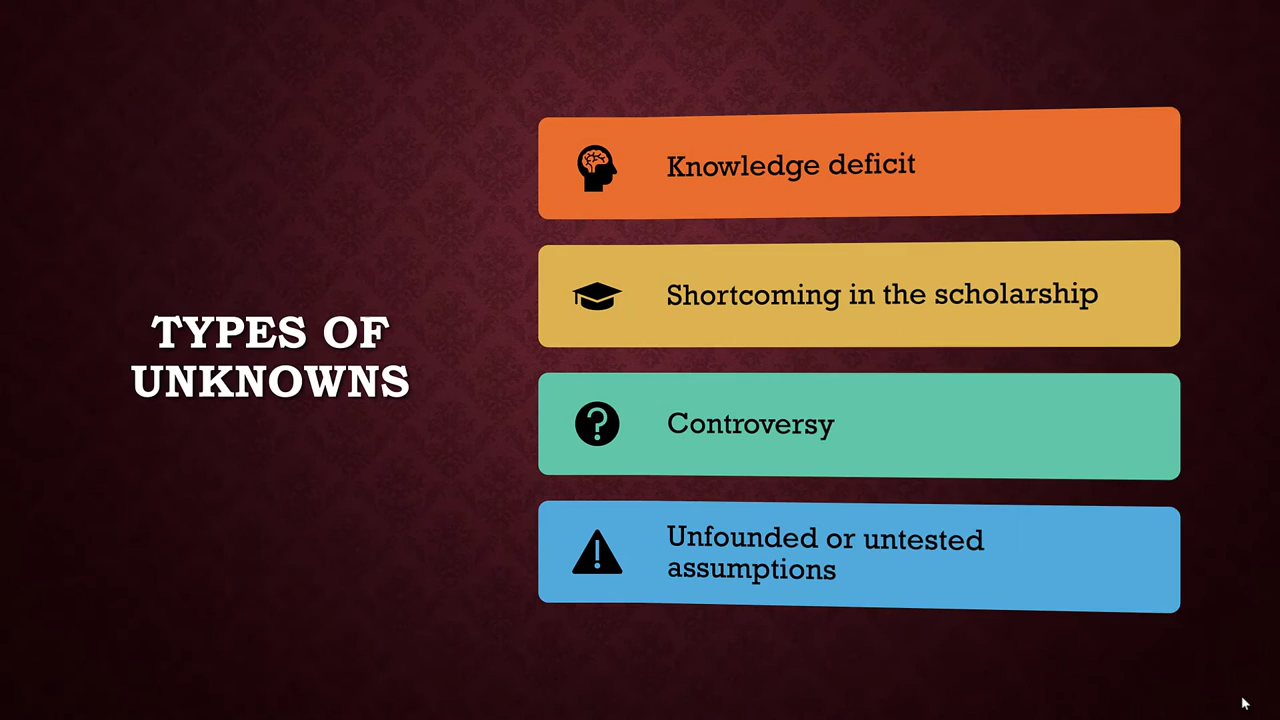 TYPES OF
UNKNOWNS
Knowledge deficit
Shortcoming in the scholarship
Controversy
Unfounded or untested
assumptions